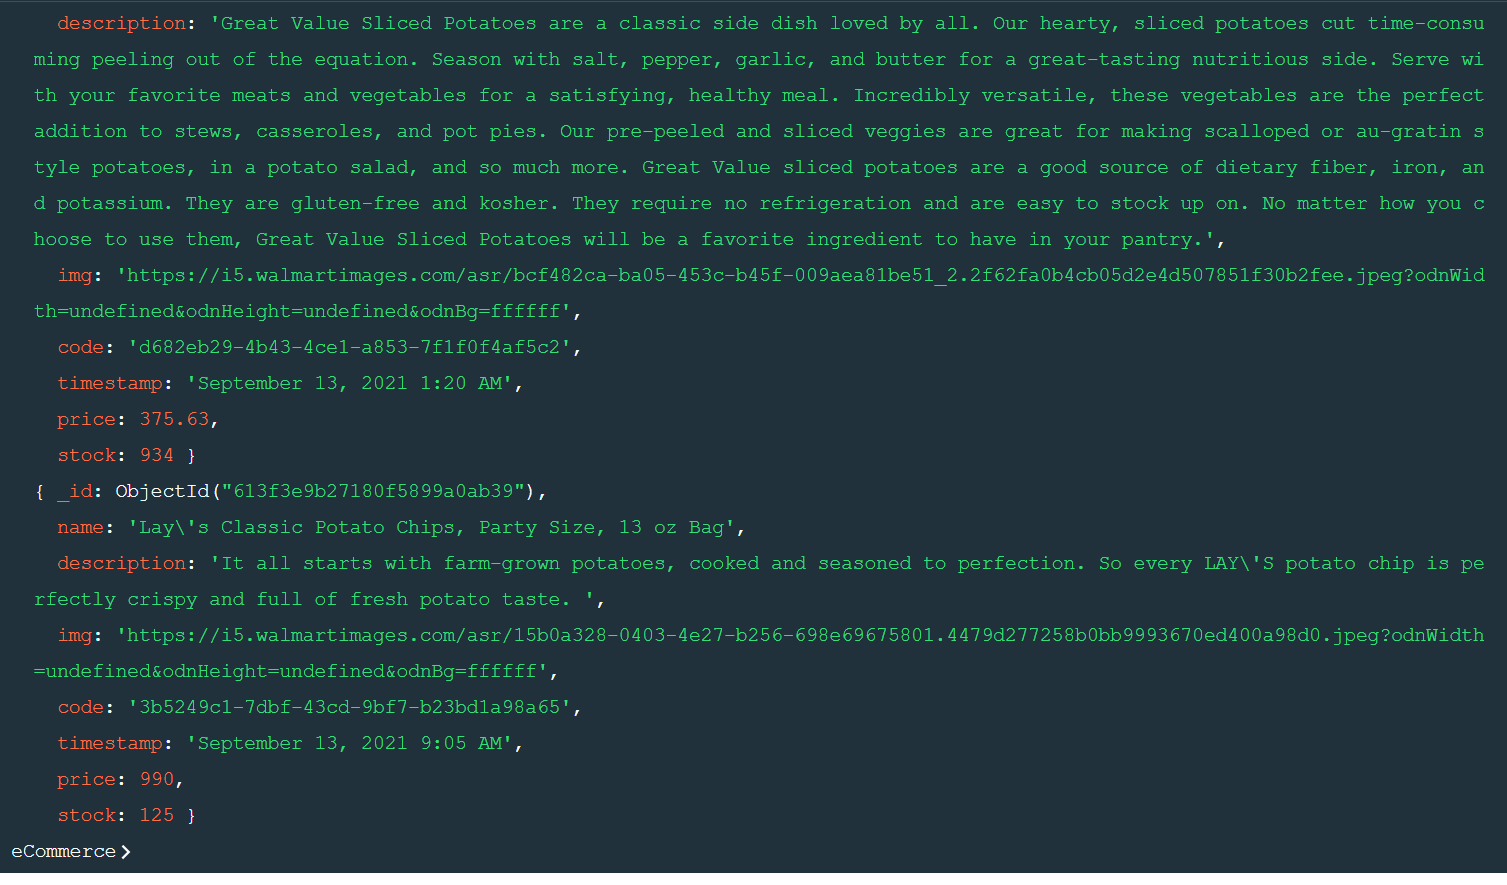 description: 'Great Value Sliced Potatoes are a classic side dish loved by all. Our hearty, sliced potatoes cut time-consu
ming peeling out of the equation. Season with salt, pepper, garlic, and butter for a great-tasting nutritious side. Serve wi
th your favorite meats and vegetables for a satisfying, healthy meal. Incredibly versatile, these vegetables are the perfect
addition to stews, casseroles, and pot pies. Our pre-peeled and sliced veggies are great for making scalloped or au-gratin s
tyle potatoes, in a potato salad, and so much more. Great Value sliced potatoes are a good source of dietary fiber, iron, an
d potassium. They are gluten-free and kosher. They require no refrigeration and are easy to stock up on. No matter how you c
hoose to use them, Great Value Sliced Potatoes will be a favorite ingredient to have in your pantry.',
img: 'https://i5.walmartimages.com/asr/bcf482ca-ba05-453c-b45f-009aea81be51_2.2f62fa0b4cb05d2e4d507851f30b2fee.jpeg?odnWid
th=undefined&odnHeight=undefined&odnBg=ffffff',
code: 'd682eb29-4b43-4ce1-a853-7f1f0f4af5c2',
timestamp: 'September 13, 2021 1:20 AM',
price: 375.63,
stock: 934 }
{ _id: ObjectId("613f3e9b27180f5899a0ab39"),
name: 'Lay\'s Classic Potato Chips, Party Size, 13 oz Bag',
description: 'It all starts with farm-grown potatoes, cooked and seasoned to perfection. So every LAY\'S potato chip is pe
rfectly crispy and full of fresh potato taste. ',
img: 'https://i5.walmartimages.com/asr/15b0a328-0403-4e27-b256-698e69675801.4479d277258b0bb9993670ed400a98d0.jpeg?odnWidth
=undefined&odnHeight=undefined&odnBg=ffffff',
code: '3b5249c1-7dbf-43cd-9bf7-b23bd1a98a65',
timestamp: 'September 13, 2021 9:05 AM',
price: 990,
stock: 125 }
eCommerce>